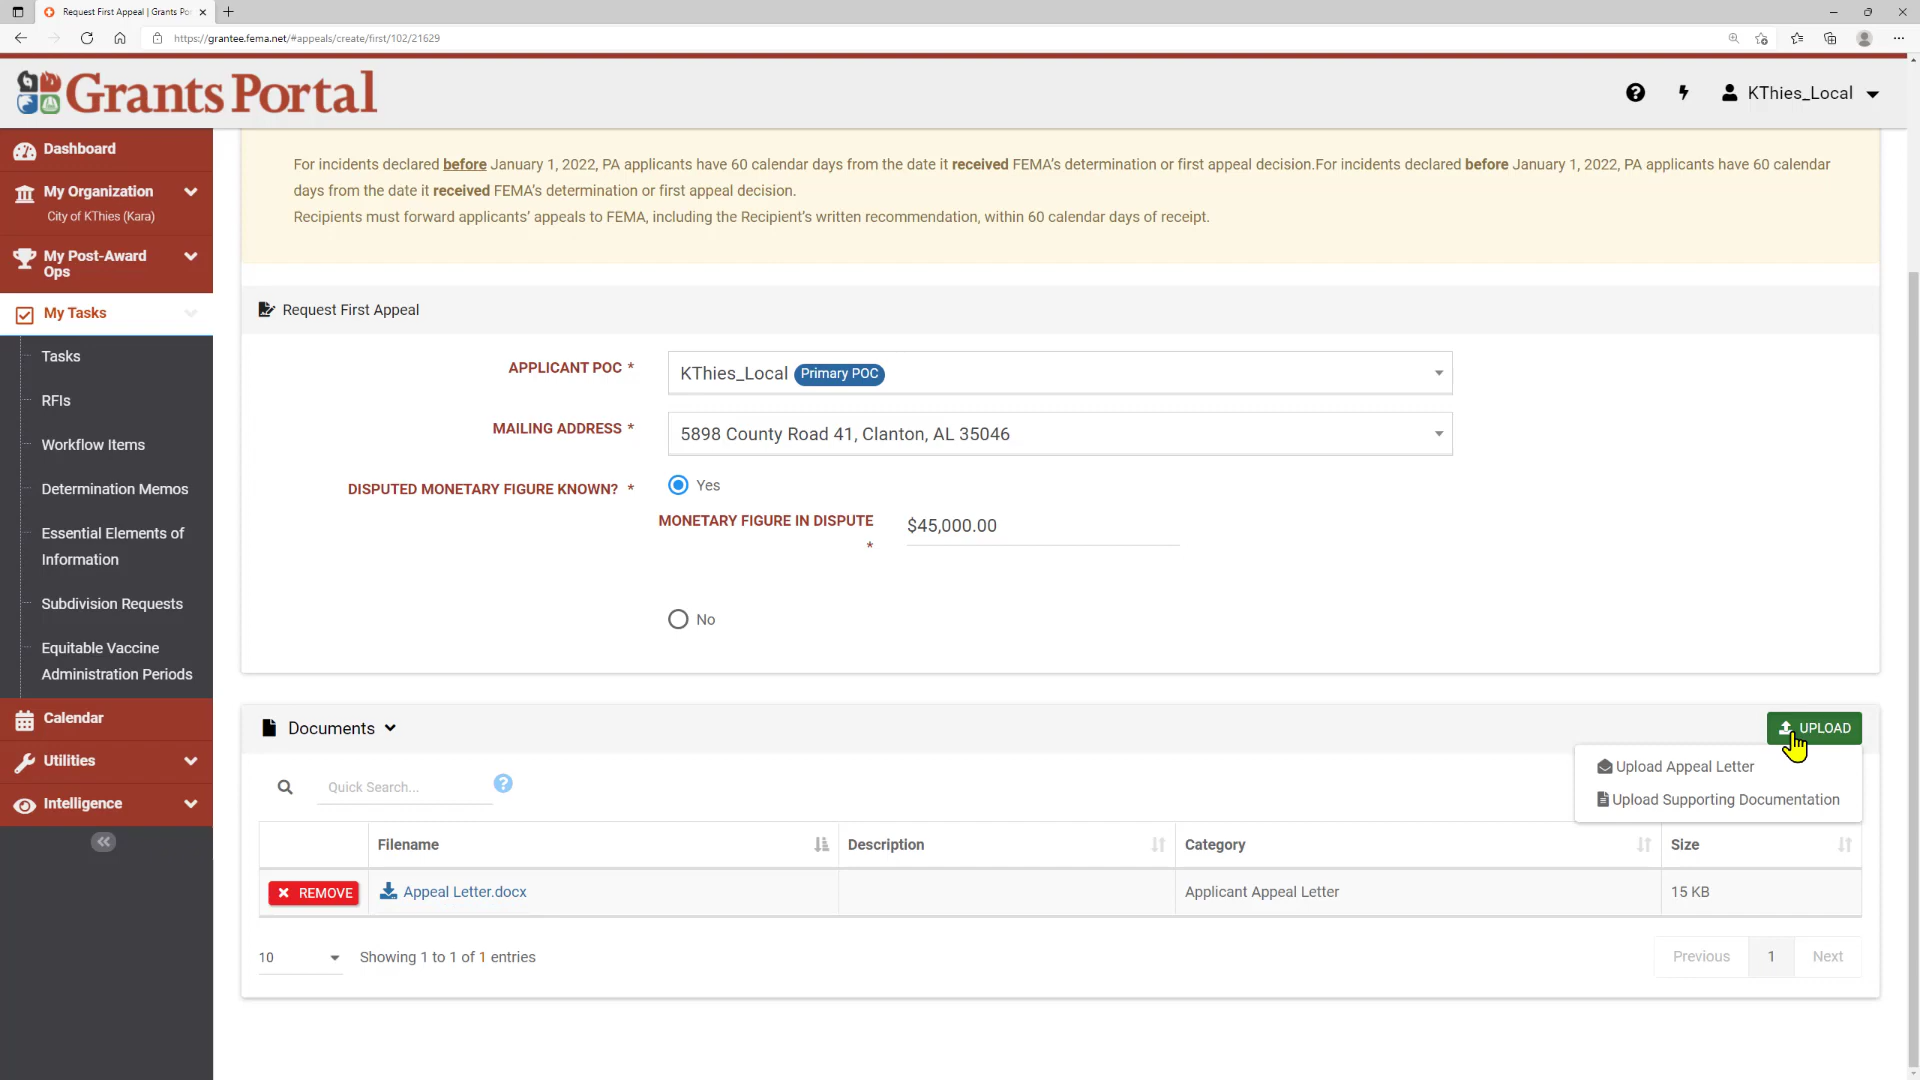 Request First Appeal | Grants Po
https://grantee.fema.net/#appeals/create/first/102/21629
Grants Portal
KThies_Local
Dashboard
My Organization
City of KThies (Kara)
My Post-Award
Ops
My Tasks
Tasks
RFIs
Workflow Items
Determination Memos
Essential Elements of
Information
Subdivision Requests
Equitable Vaccine
Administration Periods
Calendar
Utilities
Intelligence
For incidents declared before January 1, 2022, PA applicants have 60 calendar days from the date it received FEMA's determination or first appeal decision.For incidents declared before January 1, 2022, PA applicants have 60 calendar
days from the date it received FEMA's determination or first appeal decision.
Recipients must forward applicants' appeals to FEMA, including the Recipient's written recommendation, within 60 calendar days of receipt.
Request First Appeal
APPLICANT POC *
KThies_Local Primary POC
MAILING ADDRESS *
5898 County Road 41, Clanton, AL 35046
DISPUTED MONETARY FIGURE KNOWN? *
Yes
MONETARY FIGURE IN DISPUTE
*
$45,000.00
No
Documents
UPLOAD
Upload Appeal Letter
Upload Supporting Documentation
Quick Search...
Filename Description Category Size
REMOVE Appeal Letter.docx Applicant Appeal Letter 15 KB
10 Showing 1 to 1 of 1 entries
Previous 1 Next